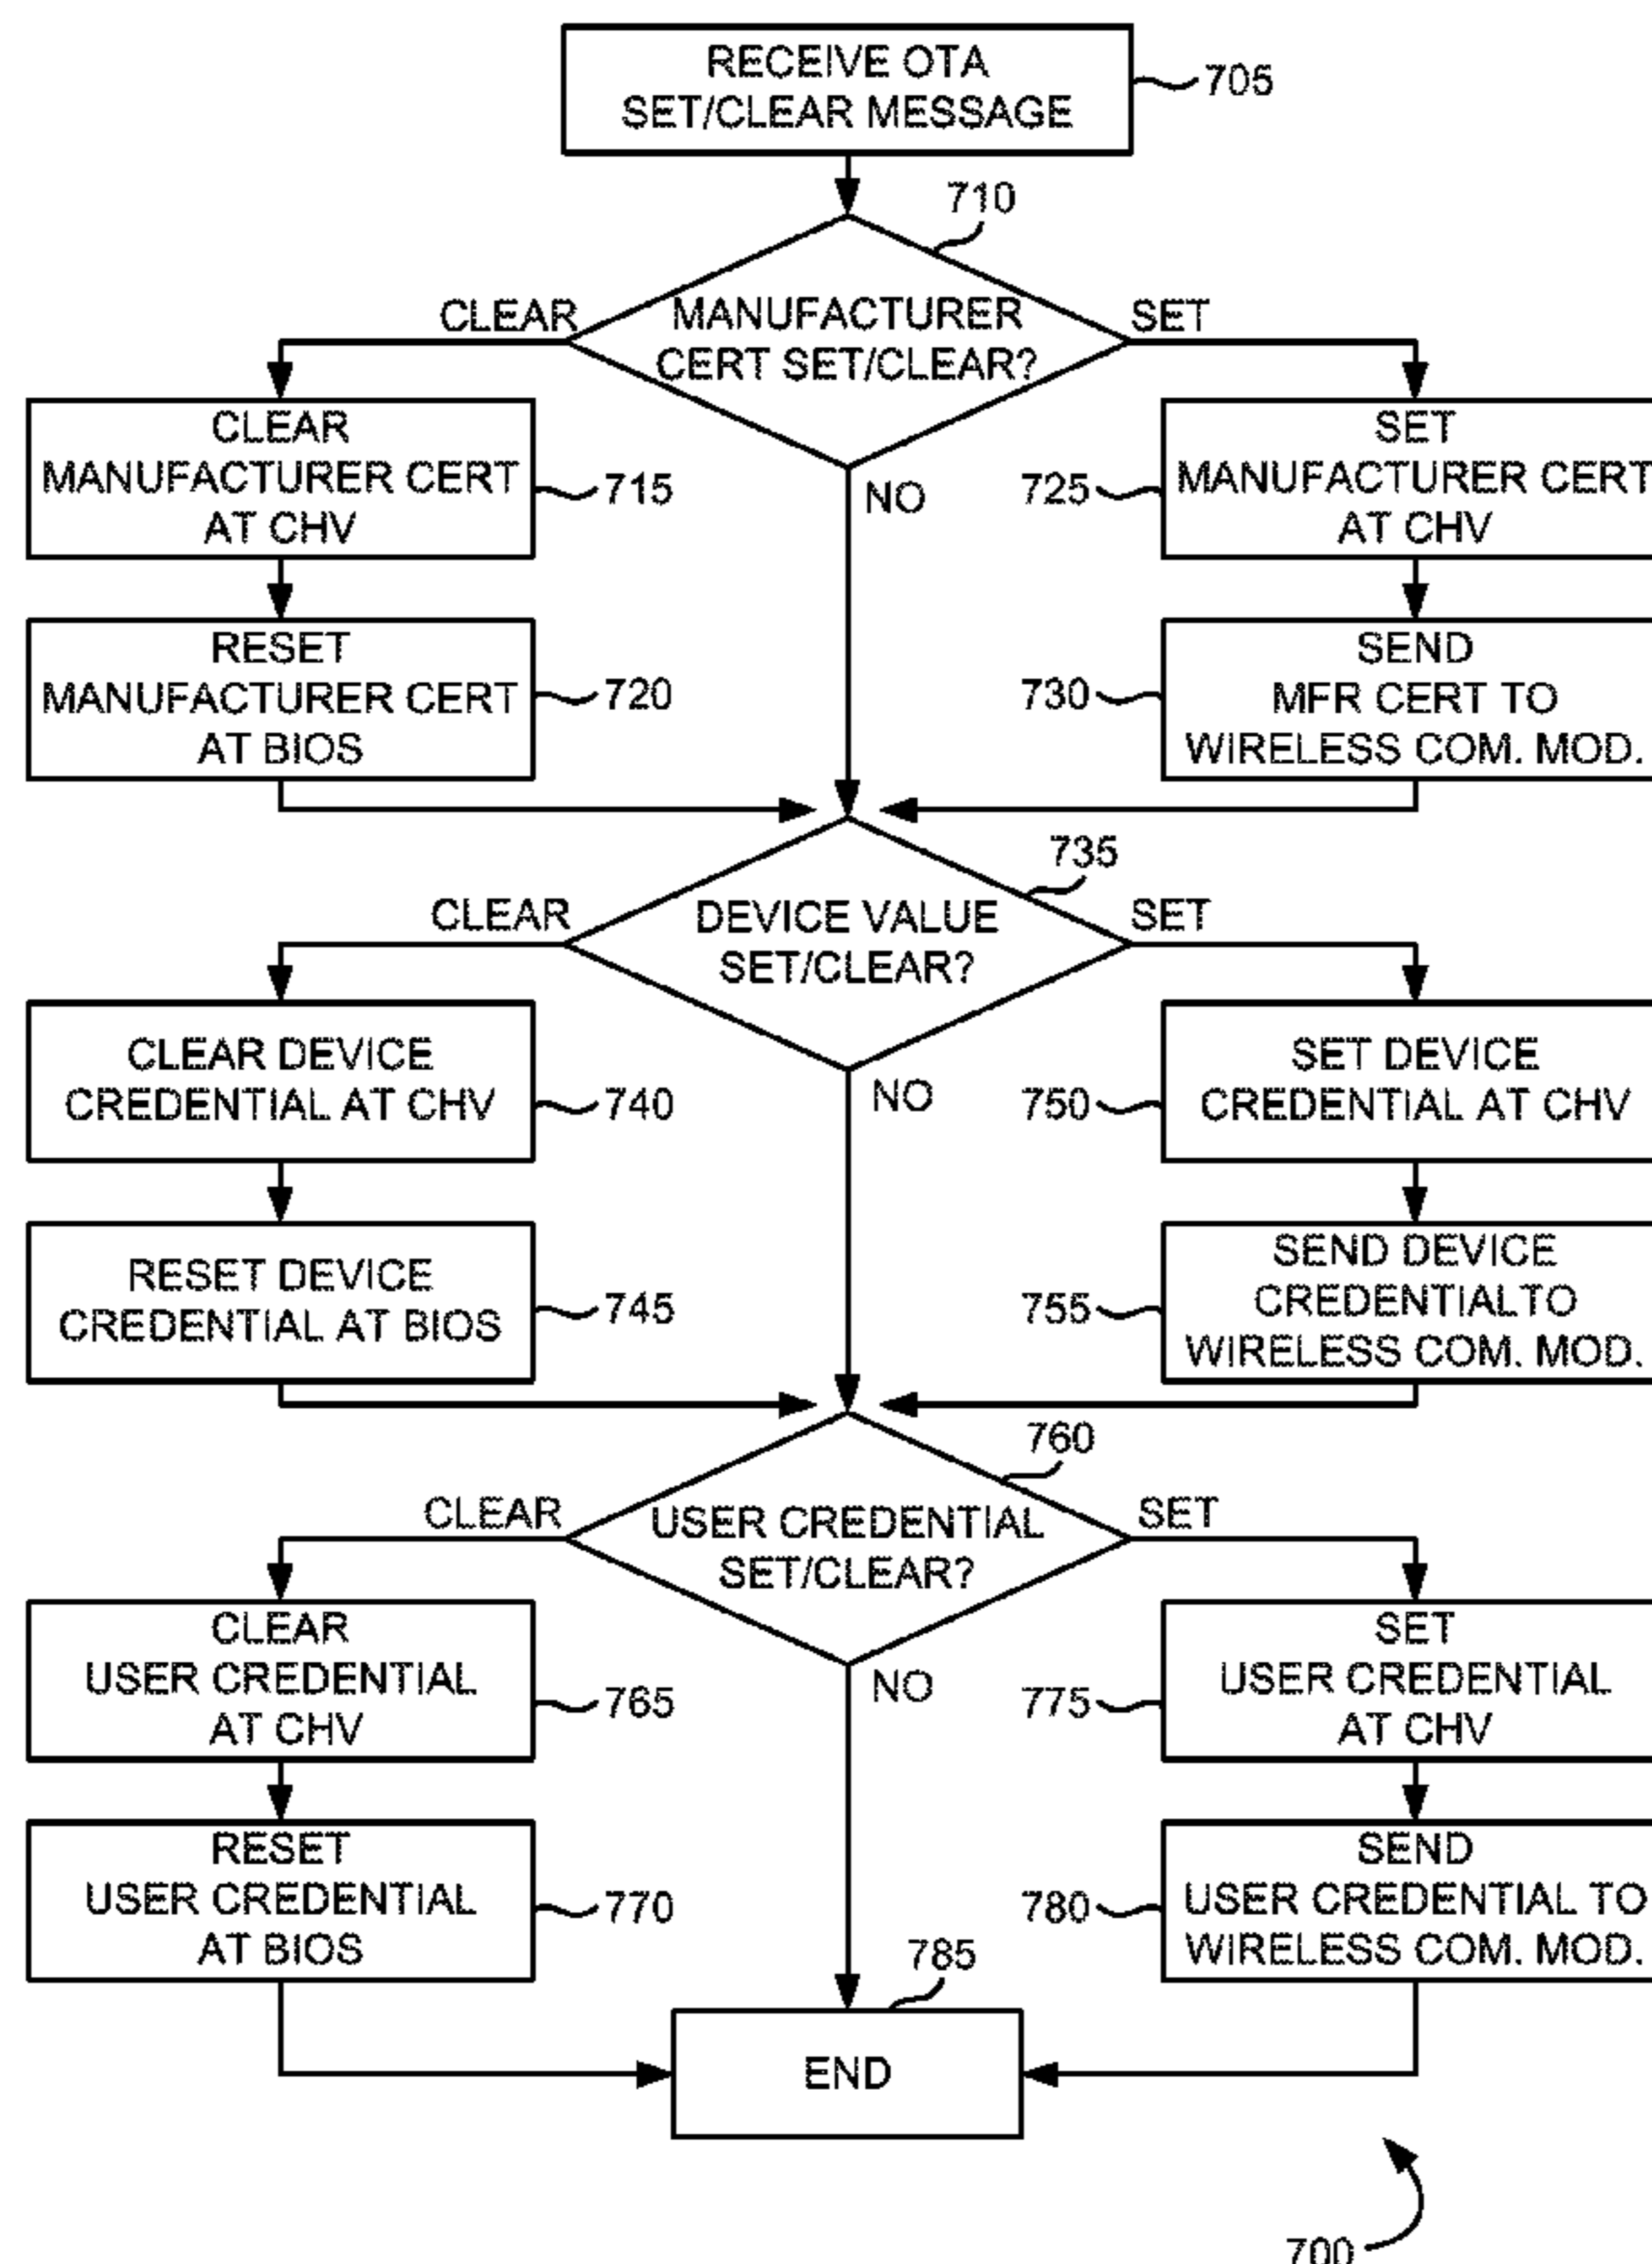 RECEIVE OTA
SET/CLEAR MESSAGE
705
710
MANUFACTURER
CERT SET/CLEAR?
CLEAR
SET
NO
CLEAR
MANUFACTURER CERT
AT CHV
715
725
SET
MANUFACTURER CERT
AT CHV
RESET
MANUFACTURER CERT
AT BIOS
720
730
SEND
MFR CERT TO
WIRELESS COM. MOD.
735
DEVICE VALUE
SET/CLEAR?
CLEAR
SET
NO
CLEAR DEVICE
CREDENTIAL AT CHV
740
750
SET DEVICE
CREDENTIAL AT CHV
RESET DEVICE
CREDENTIAL AT BIOS
745
755
SEND DEVICE
CREDENTIALTO
WIRELESS COM. MOD.
760
USER CREDENTIAL
SET/CLEAR?
CLEAR
SET
NO
CLEAR
USER CREDENTIAL
AT CHV
765
775
SET
USER CREDENTIAL
AT CHV
RESET
USER CREDENTIAL
AT BIOS
770
780
SEND
USER CREDENTIAL TO
WIRELESS COM. MOD.
785
END
700